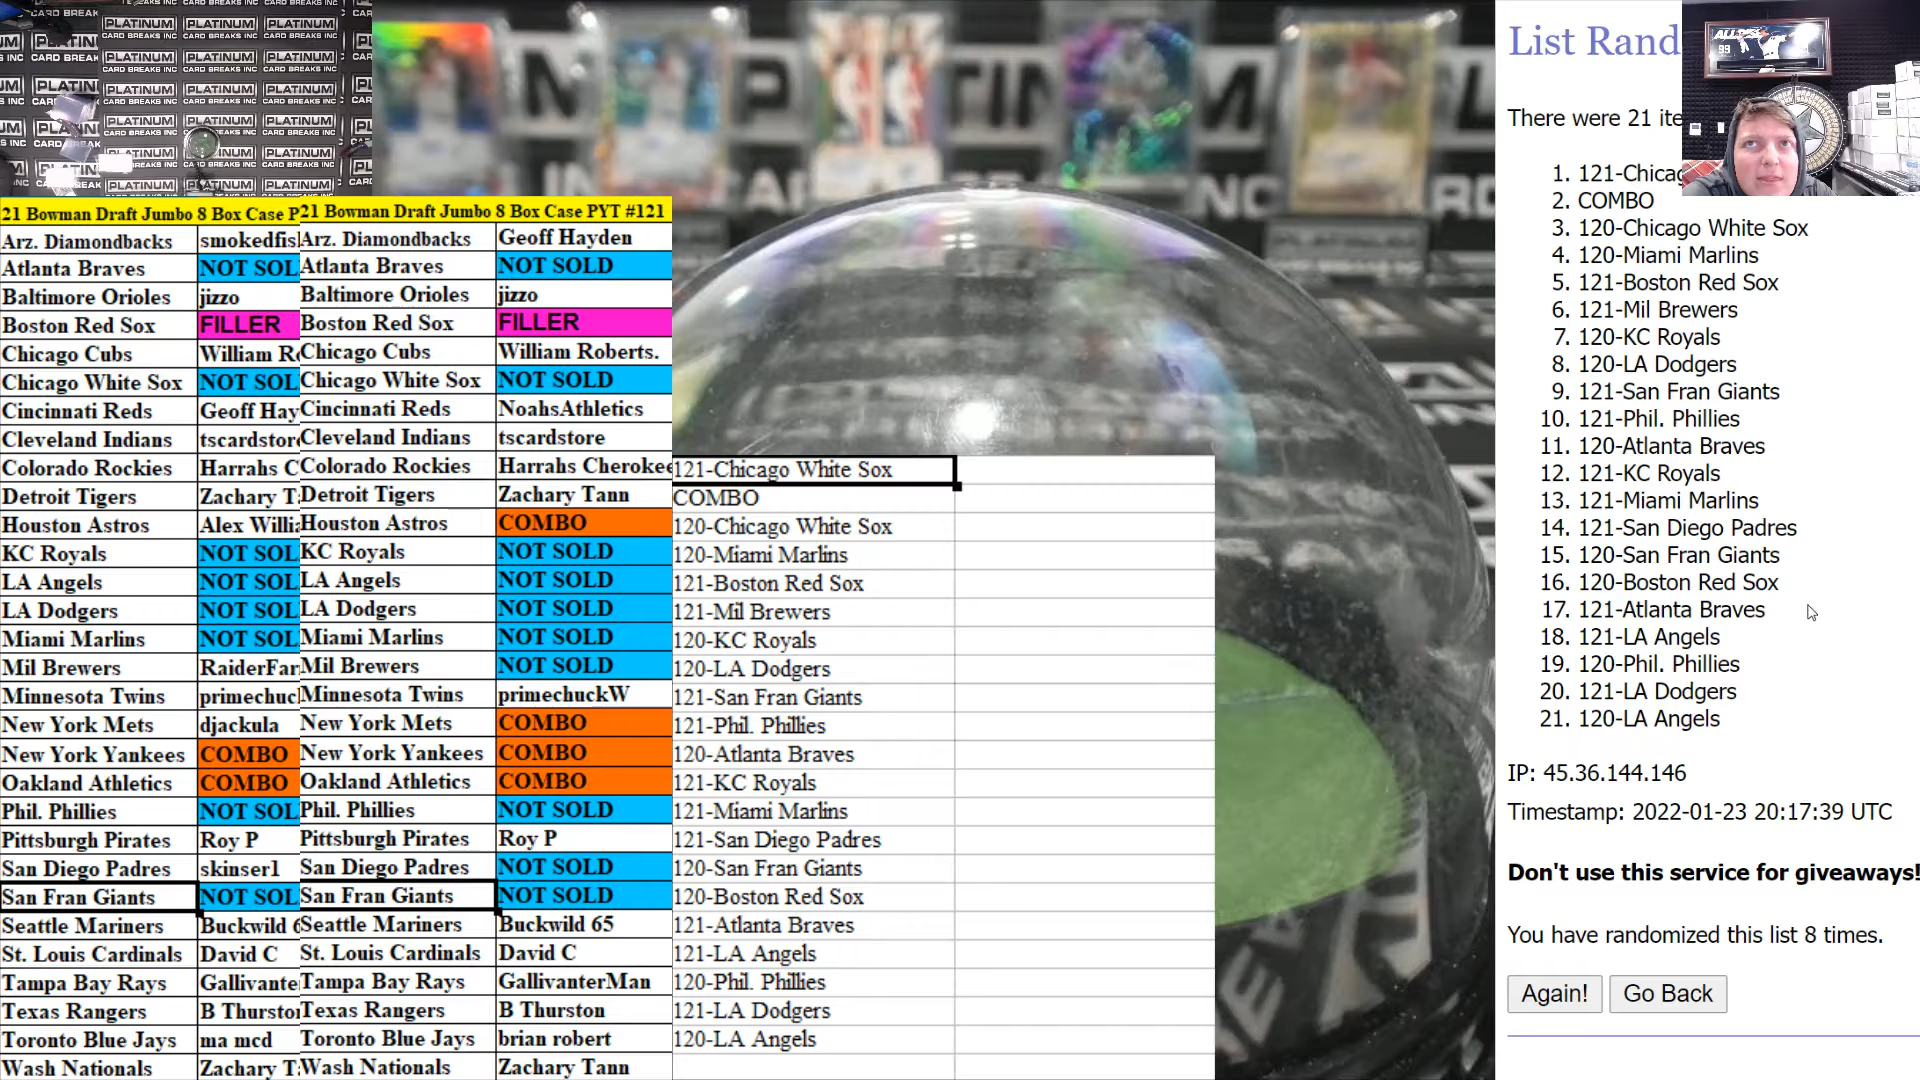 PLATINUM
CARD BREAKS INC
21 Bowman Draft Jumbo 8 Box Case P
Arz. Diamondbacks smokedfis
Atlanta Braves NOT SOL
Baltimore Orioles jizzo
Boston Red Sox FILLER
Chicago Cubs William Ro
Chicago White Sox NOT SOL
Cincinnati Reds Geoff Hay
Cleveland Indians tscardstore
Colorado Rockies Harrahs C
Detroit Tigers Zachary T
Houston Astros Alex Willia
KC Royals NOT SOL
LA Angels NOT SOL
LA Dodgers NOT SOL
Miami Marlins NOT SOL
Mil Brewers RaiderFan
Minnesota Twins primechuc
New York Mets djackula
New York Yankees COMBO
Oakland Athletics COMBO
Phil. Phillies NOT SOL
Pittsburgh Pirates Roy P
San Diego Padres skinser1
San Fran Giants NOT SOL
Seattle Mariners Buckwild 6
St. Louis Cardinals David C
Tampa Bay Rays Gallivante
Texas Rangers B Thurston
Toronto Blue Jays ma mcd
Wash Nationals Zachary T
21 Bowman Draft Jumbo 8 Box Case PYT #121
Arz. Diamondbacks Geoff Hayden
Atlanta Braves NOT SOLD
Baltimore Orioles jizzo
Boston Red Sox FILLER
Chicago Cubs William Roberts.
Chicago White Sox NOT SOLD
Cincinnati Reds NoahsAthletics
Cleveland Indians tscardstore
Colorado Rockies Harrahs Cherokee
Detroit Tigers Zachary Tann
Houston Astros COMBO
KC Royals NOT SOLD
LA Angels NOT SOLD
LA Dodgers NOT SOLD
Miami Marlins NOT SOLD
Mil Brewers NOT SOLD
Minnesota Twins primechuckW
New York Mets COMBO
New York Yankees COMBO
Oakland Athletics COMBO
Phil. Phillies NOT SOLD
Pittsburgh Pirates Roy P
San Diego Padres NOT SOLD
San Fran Giants NOT SOLD
Seattle Mariners Buckwild 65
St. Louis Cardinals David C
Tampa Bay Rays GallivanterMan
Texas Rangers B Thurston
Toronto Blue Jays brian robert
Wash Nationals Zachary Tann
121-Chicago White Sox
COMBO
120-Chicago White Sox
120-Miami Marlins
121-Boston Red Sox
121-Mil Brewers
120-KC Royals
120-LA Dodgers
121-San Fran Giants
121-Phil. Phillies
120-Atlanta Braves
121-KC Royals
121-Miami Marlins
121-San Diego Padres
120-San Fran Giants
120-Boston Red Sox
121-Atlanta Braves
121-LA Angels
120-Phil. Phillies
121-LA Dodgers
120-LA Angels
List Rand
There were 21 ite
1. 121-Chicag
2. COMBO
3. 120-Chicago White Sox
4. 120-Miami Marlins
5. 121-Boston Red Sox
6. 121-Mil Brewers
7. 120-KC Royals
8. 120-LA Dodgers
9. 121-San Fran Giants
10. 121-Phil. Phillies
11. 120-Atlanta Braves
12. 121-KC Royals
13. 121-Miami Marlins
14. 121-San Diego Padres
15. 120-San Fran Giants
16. 120-Boston Red Sox
17. 121-Atlanta Braves
18. 121-LA Angels
19. 120-Phil. Phillies
20. 121-LA Dodgers
21. 120-LA Angels
IP: 45.36.144.146
Timestamp: 2022-01-23 20:17:39 UTC
Don't use this service for giveaways!
You have randomized this list 8 times.
Again! Go Back